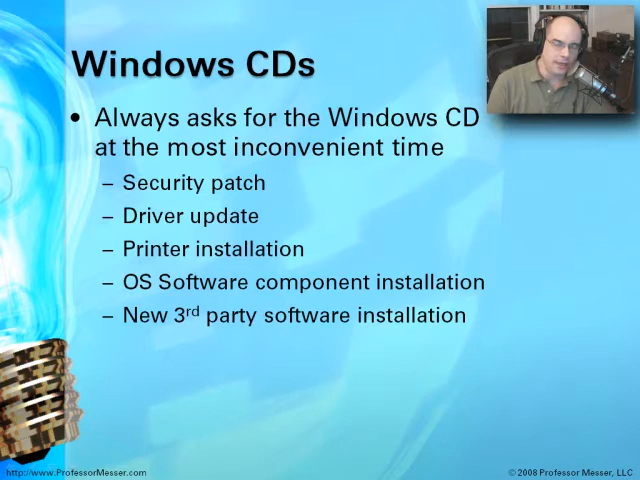 Windows CDs
• Always asks for the Windows CD
at the most inconvenient time
– Security patch
– Driver update
– Printer installation
– OS Software component installation
– New 3rd party software installation
http://www.ProfessorMesser.com
© 2008 Professor Messer, LLC